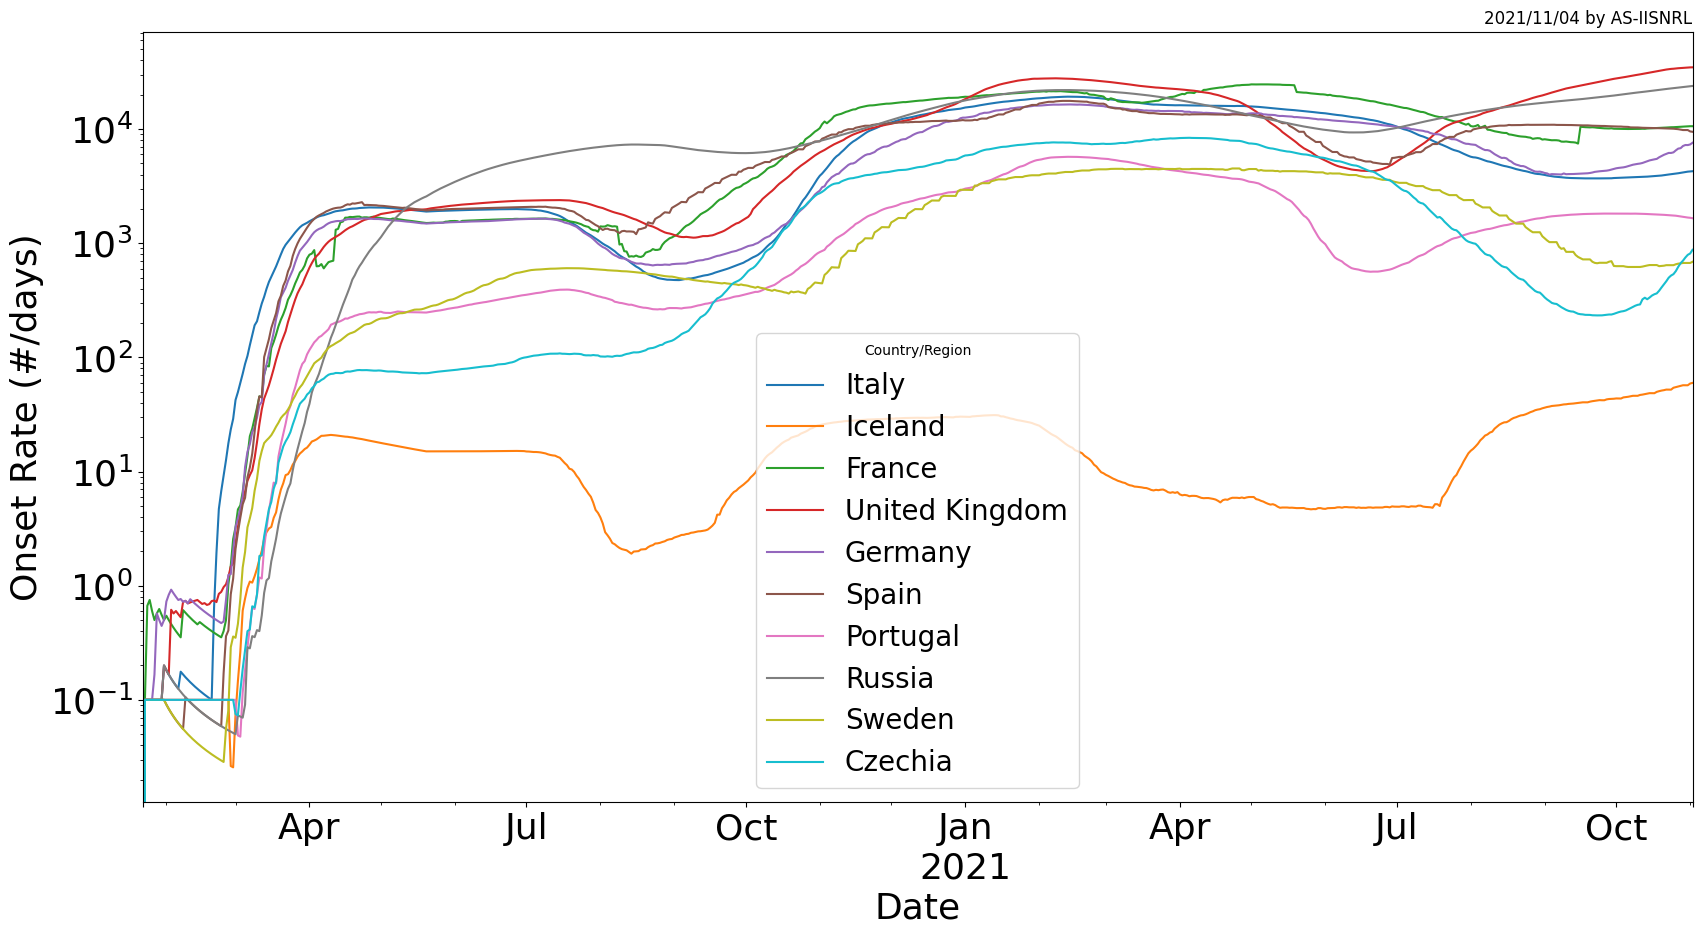 2021/11/04 by AS-IISNRL
Onset Rate (#/days)
10^4
10^3
10^2
10^1
10^0
10^−1
Country/Region
Italy
Iceland
France
United Kingdom
Germany
Spain
Portugal
Russia
Sweden
Czechia
Apr Jul Oct Jan Apr Jul Oct
2021
Date